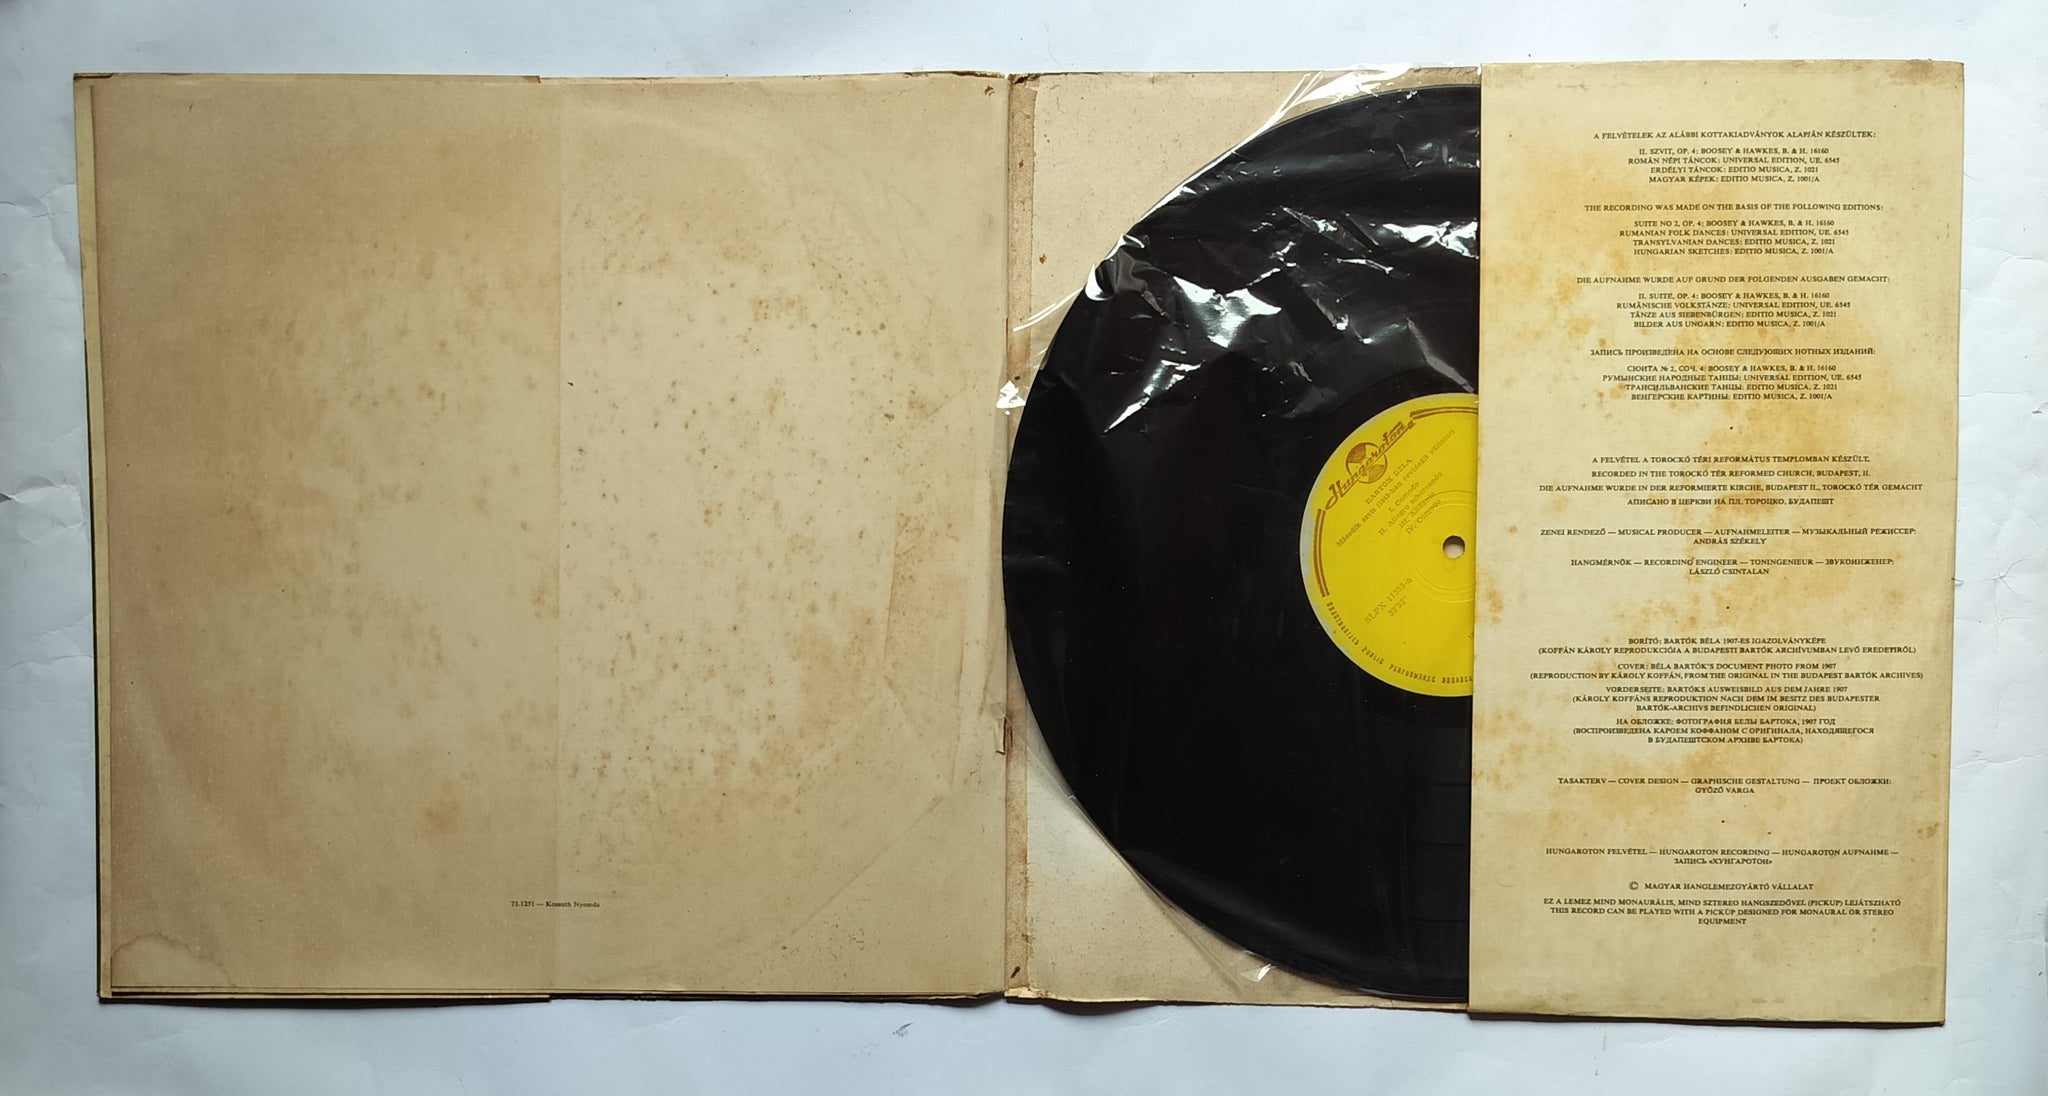 73.1251 — Kossuth Nyomda
Hungaroton
BARTÓK BÉLA
Második szvit (1943-ban revideált változat)
I. Comodo
II. Allegro scherzando
IV. Comodo
SLPX 11355-a
33'32"
PUBLIC PERFORMANCE
A FELVÉTELEK AZ ALÁBBI KOTTAKIADVÁNYOK ALAPJÁN KÉSZÜLTEK:
II. SZVIT, OP. 4: BOOSEY & HAWKES, B. & H. 16160
ROMÁN NÉPI TÁNCOK: UNIVERSAL EDITION, UE. 6545
ERDÉLYI TÁNCOK: EDITIO MUSICA, Z. 1021
MAGYAR KÉPEK: EDITIO MUSICA, Z. 1001/A
THE RECORDING WAS MADE ON THE BASIS OF THE FOLLOWING EDITIONS:
SUITE NO 2, OP. 4: BOOSEY & HAWKES, B. & H. 16160
RUMANIAN FOLK DANCES: UNIVERSAL EDITION, UE. 6545
TRANSYLVANIAN DANCES: EDITIO MUSICA, Z. 1021
HUNGARIAN SKETCHES: EDITIO MUSICA, Z. 1001/A
DIE AUFNAHME WURDE AUF GRUND DER FOLGENDEN AUSGABEN GEMACHT:
II. SUITE, OP. 4: BOOSEY & HAWKES, B. & H. 16160
RUMÄNISCHE VOLKSTÄNZE: UNIVERSAL EDITION, UE. 6545
TÄNZE AUS SIEBENBÜRGEN: EDITIO MUSICA, Z. 1021
BILDER AUS UNGARN: EDITIO MUSICA, Z. 1001/A
ЗАПИСЬ ПРОИЗВЕДЕНА НА ОСНОВЕ СЛЕДУЮЩИХ НОТНЫХ ИЗДАНИЙ:
СЮИТА № 2, СОЧ. 4: BOOSEY & HAWKES, B. & H. 16160
РУМЫНСКИЕ НАРОДНЫЕ ТАНЦЫ: UNIVERSAL EDITION, UE. 6545
ТРАНСИЛЬВАНСКИЕ ТАНЦЫ: EDITIO MUSICA, Z. 1021
ВЕНГЕРСКИЕ КАРТИНЫ: EDITIO MUSICA, Z. 1001/A
A FELVÉTEL A TOROCKÓ TÉRI REFORMÁTUS TEMPLOMBAN KÉSZÜLT.
RECORDED IN THE TOROCKÓ TÉR REFORMED CHURCH, BUDAPEST, II.
DIE AUFNAHME WURDE IN DER REFORMIERTE KIRCHE, BUDAPEST II., TOROCKÓ TÉR GEMACHT
АПИСАНО В ЦЕРКВИ НА ПЛ. ТОРОЦКО, БУДАПЕШТ
ZENEI RENDEZŐ — MUSICAL PRODUCER — AUFNAHMELEITER — МУЗЫКАЛЬНЫЙ РЕЖИССЕР:
ANDRÁS SZÉKELY
HANGMÉRNÖK — RECORDING ENGINEER — TONINGENIEUR — ЗВУКОИНЖЕНЕР:
LÁSZLÓ CSINTALAN
BORÍTÓ: BARTÓK BÉLA 1907-ES IGAZOLVÁNYKÉPE
(KOFFÁN KÁROLY REPRODUKCIÓJA A BUDAPESTI BARTÓK ARCHÍVUMBAN LEVŐ EREDETIRŐL)
COVER: BÉLA BARTÓK'S DOCUMENT PHOTO FROM 1907
(REPRODUCTION BY KÁROLY KOFFÁN, FROM THE ORIGINAL IN THE BUDAPEST BARTÓK ARCHIVES)
VORDERSEITE: BARTÓKS AUSWEISBILD AUS DEM JAHRE 1907
(KÁROLY KOFFÁNS REPRODUKTION NACH DEM IM BESITZ DES BUDAPESTER
BARTÓK-ARCHIVS BEFINDLICHEN ORIGINAL)
НА ОБЛОЖКЕ: ФОТОГРАФИЯ БЕЛЫ БАРТОКА, 1907 ГОД
(ВОСПРОИЗВЕДЕНА КАРОЕМ КОФФАНОМ С ОРИГИНАЛА, НАХОДЯЩЕГОСЯ
В БУДАПЕШТСКОМ АРХИВЕ БАРТОКА)
TASAKTERV — COVER DESIGN — GRAPHISCHE GESTALTUNG — ПРОЕКТ ОБЛОЖКИ:
GYŐZŐ VARGA
HUNGAROTON FELVÉTEL — HUNGAROTON RECORDING — HUNGAROTON AUFNAHME —
ЗАПИСЬ «ХУНГАРОТОН»
© MAGYAR HANGLEMEZGYÁRTÓ VÁLLALAT
EZ A LEMEZ MIND MONAURÁLIS, MIND SZTEREO HANGSZEDŐVEL (PICKUP) LEJÁTSZHATÓ
THIS RECORD CAN BE PLAYED WITH A PICKUP DESIGNED FOR MONAURAL OR STEREO
EQUIPMENT